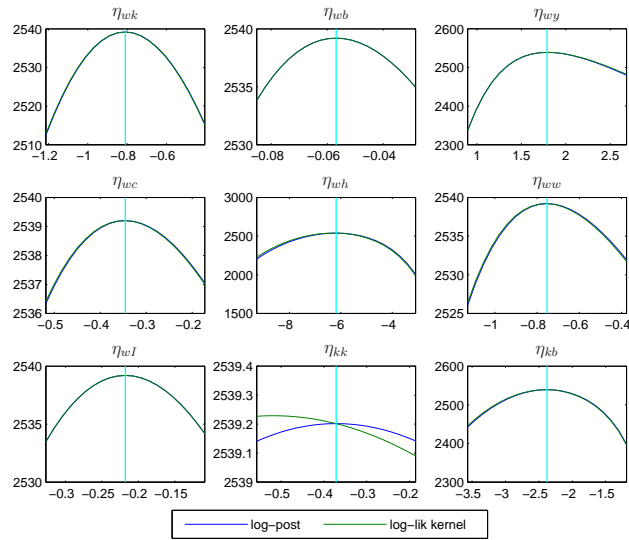 η_wk η_wb η_wy
2540 2530 2520 2510
−1.2 −1 −0.8 −0.6
2540 2535 2530
−0.08 −0.06 −0.04
2600 2500 2400 2300
1 1.5 2 2.5
η_wc η_wh η_ww
2540 2539 2538 2537 2536
−0.5 −0.4 −0.3 −0.2
3000 2500 2000 1500
−8 −6 −4
2540 2535 2530 2525
−1 −0.8 −0.6 −0.4
η_wI η_kk η_kb
2540 2535 2530
−0.3 −0.25 −0.2 −0.15
2539.4 2539.3 2539.2 2539.1 2539
−0.5 −0.4 −0.3 −0.2
2600 2500 2400 2300
−3.5 −3 −2.5 −2 −1.5
log−post log−lik kernel